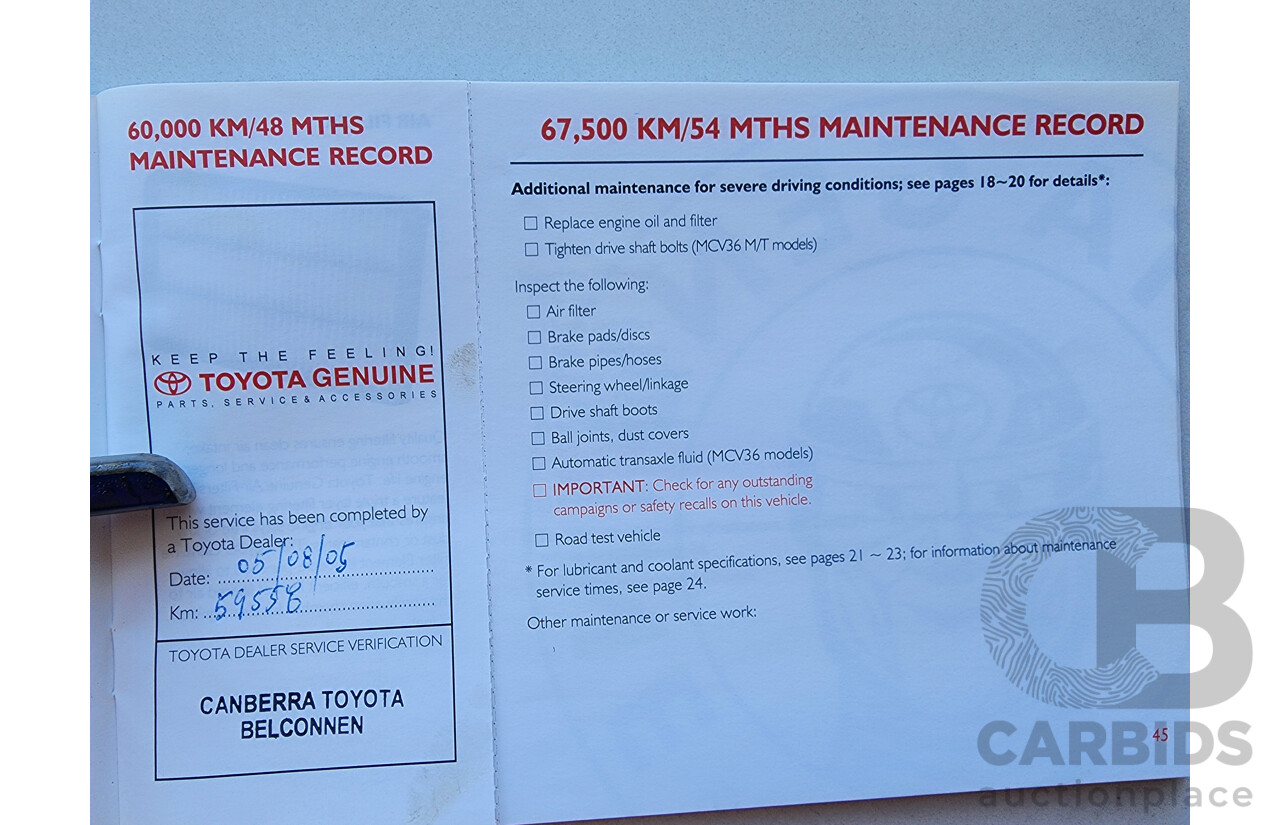 60,000 KM/48 MTHS
MAINTENANCE RECORD
KEEP THE FEELING!
TOYOTA GENUINE
PARTS, SERVICE & ACCESSORIES
This service has been completed by
a Toyota Dealer:
Date: 05/08/05
Km: 59558
TOYOTA DEALER SERVICE VERIFICATION
CANBERRA TOYOTA
BELCONNEN
67,500 KM/54 MTHS MAINTENANCE RECORD
Additional maintenance for severe driving conditions; see pages 18~20 for details*:
Replace engine oil and filter
Tighten drive shaft bolts (MCV36 M/T models)
Inspect the following:
Air filter
Brake pads/discs
Brake pipes/hoses
Steering wheel/linkage
Drive shaft boots
Ball joints, dust covers
Automatic transaxle fluid (MCV36 models)
IMPORTANT: Check for any outstanding
campaigns or safety recalls on this vehicle.
Road test vehicle
* For lubricant and coolant specifications, see pages 21 ~ 23; for information about maintenance
service times, see page 24.
Other maintenance or service work:
45
CB
CARBIDS
auctionplace